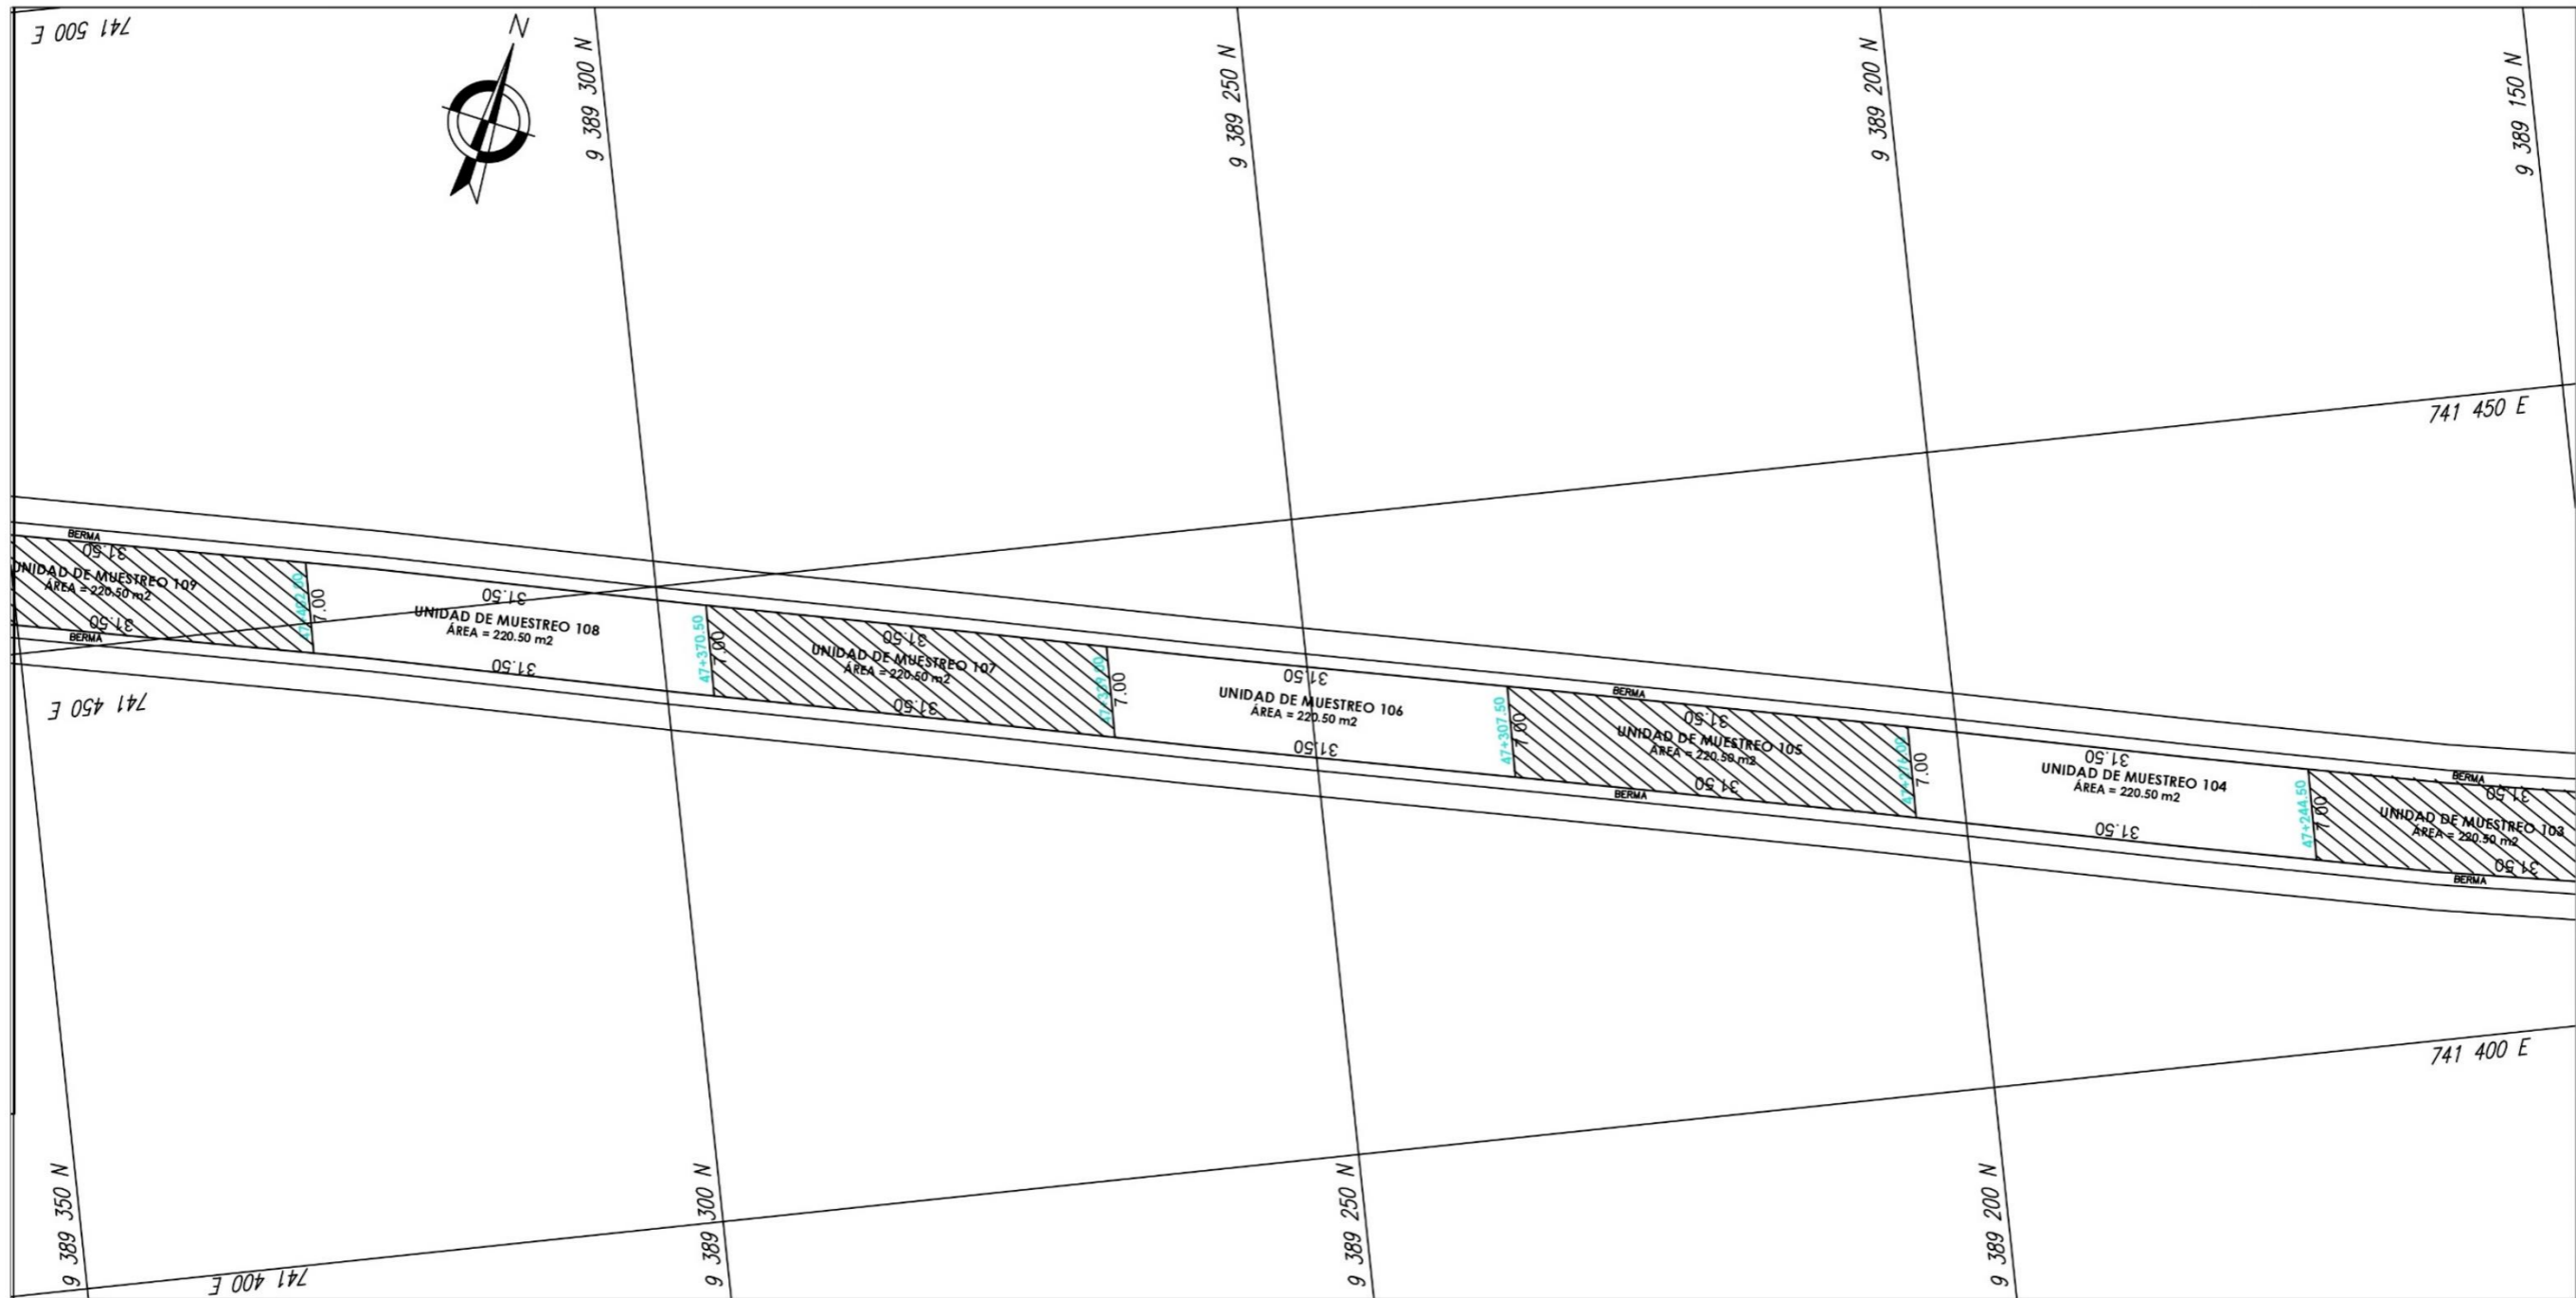 741 500 E
N
9 389 300 N
9 389 250 N
9 389 200 N
9 389 150 N
741 450 E
BERMA
31.50
UNIDAD DE MUESTREO 109
ÁREA = 220.50 m2
31.50
BERMA
7.00
31.50
UNIDAD DE MUESTREO 108
ÁREA = 220.50 m2
31.50
47+370.50
7.00
31.50
UNIDAD DE MUESTREO 107
ÁREA = 220.50 m2
31.50
7.00
31.50
UNIDAD DE MUESTREO 106
ÁREA = 220.50 m2
31.50
47+307.50
7.00
BERMA
31.50
UNIDAD DE MUESTREO 105
ÁREA = 220.50 m2
31.50
BERMA
7.00
31.50
UNIDAD DE MUESTREO 104
ÁREA = 220.50 m2
31.50
47+244.50
7.00
BERMA
31.50
UNIDAD DE MUESTREO 103
ÁREA = 220.50 m2
31.50
BERMA
741 450 E
741 400 E
9 389 350 N
9 389 300 N
9 389 250 N
9 389 200 N
741 400 E